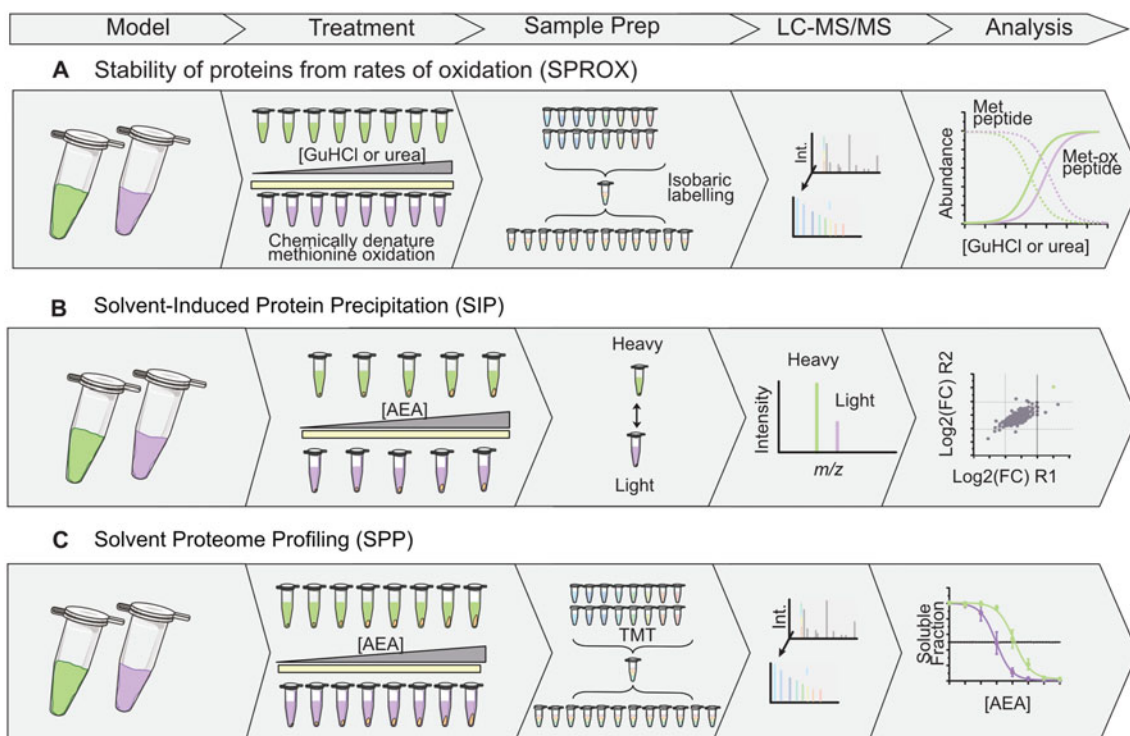 Model
Treatment
Sample Prep
LC-MS/MS
Analysis
A Stability of proteins from rates of oxidation (SPROX)
[GuHCl or urea]
Chemically denature
methionine oxidation
Isobaric
labelling
Int.
Met
peptide
Met-ox
peptide
Abundance
[GuHCl or urea]
B Solvent-Induced Protein Precipitation (SIP)
[AEA]
Heavy
Light
Heavy
Light
Intensity
m/z
Log2(FC) R2
Log2(FC) R1
C Solvent Proteome Profiling (SPP)
[AEA]
TMT
Int.
Soluble
Fraction
[AEA]